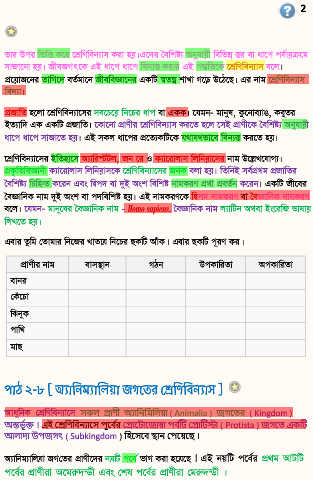 2
তার উপর ভিত্তি করে শ্রেণিবিন্যাস করা হয়।এদের বৈশিষ্ট্য অনুযায়ী বিভিন্ন স্তর বা ধাপে পর্যায়ক্রমে
সাজানো হয়। জীবজগৎকে এই ধাপে ধাপে বিন্যস্ত করার এই পদ্ধতিকে শ্রেণিবিন্যাস বলে।
প্রয়োজনের তাগিদে বর্তমানে জীববিজ্ঞানের একটি স্বতন্ত্র শাখা গড়ে উঠেছে। এর নাম শ্রেণিবিন্যাস
বিদ্যা।
প্রজাতি হলো শ্রেণিবিন্যাসের সবচেয়ে নিচের ধাপ বা একক। যেমন- মানুষ, কুনোব্যাঙ, কবুতর
ইত্যাদি এক একটি প্রজাতি। কোনো প্রাণীর শ্রেণিবিন্যাস করতে হলে সেই প্রাণীকে বৈশিষ্ট্য অনুযায়ী
ধাপে ধাপে সাজাতে হয়। এই সকল ধাপের প্রত্যেকটিকে যথাযথভাবে বিন্যস্ত করতে হয়।
শ্রেণিবিন্যাসের ইতিহাসে অ্যারিস্টটল, জন রে ও ক্যারোলাস লিনিয়াসের নাম উল্লেখযোগ্য।
প্রকৃতিবিজ্ঞানী ক্যারোলাস লিনিয়াসকে শ্রেণিবিন্যাসের জনক বলা হয়। তিনিই সর্বপ্রথম প্রজাতির
বৈশিষ্ট্য চিহ্নিত করেন এবং দ্বিপদ বা দুই অংশ বিশিষ্ট নামকরণ প্রথা প্রবর্তন করেন। একটি জীবের
বৈজ্ঞানিক নাম দুই অংশ বা পদবিশিষ্ট হয়। এই নামকরণকে দ্বিপদ নামকরণ বা বৈজ্ঞানিক নামকরণ
বলে। যেমন- মানুষের বৈজ্ঞানিক নাম - Homo sapiens. বৈজ্ঞানিক নাম ল্যাটিন অথবা ইংরেজি ভাষায়
লিখতে হয়।
এবার তুমি তোমার নিজের খাতায় নিচের ছকটি আঁক। এবার ছকটি পূরণ কর।
প্রাণীর নাম বাসস্থান গঠন উপকারিতা অপকারিতা
বানর
কেঁচো
ঝিনুক
পাখি
মাছ
পাঠ ২-৮ [ অ্যানিম্যালিয়া জগতের শ্রেণিবিন্যাস ]
আধুনিক শ্রেণিবিন্যাসে সকল প্রাণী অ্যানিমিলিয়া ( Animalia ) জগতের ( Kingdom )
অন্তর্ভুক্ত । এই শ্রেণিবিন্যাসে পূর্বের প্রোটোজোয়া পর্বটি প্রোটিস্টা ( Protista ) জগতে একটি
আলাদা উপজগৎ ( Subkingdom ) হিসেবে স্থান পেয়েছে।
অ্যানিম্যালিয়া জগতের প্রাণীদের নয়টি পর্বে ভাগ করা হয়েছে । এই নয়টি পর্বের প্রথম আটটি
পর্বের প্রাণীরা অমেরুদণ্ডী এবং শেষ পর্বের প্রাণীরা মেরুদণ্ডী ।